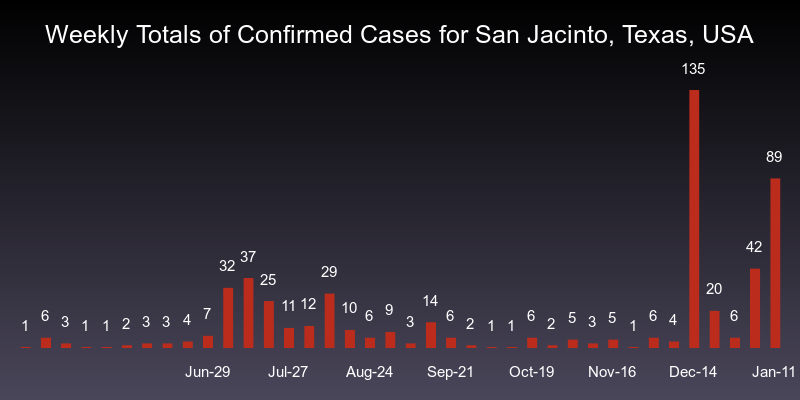 Weekly Totals of Confirmed Cases for San Jacinto, Texas, USA
1 6 3 1 1 2 3 3 4 7 32 37 25 11 12 29 10 6 9 3 14 6 2 1 1 6 2 5 3 5 1 6 4 135 20 6 42 89
Jun-29 Jul-27 Aug-24 Sep-21 Oct-19 Nov-16 Dec-14 Jan-11